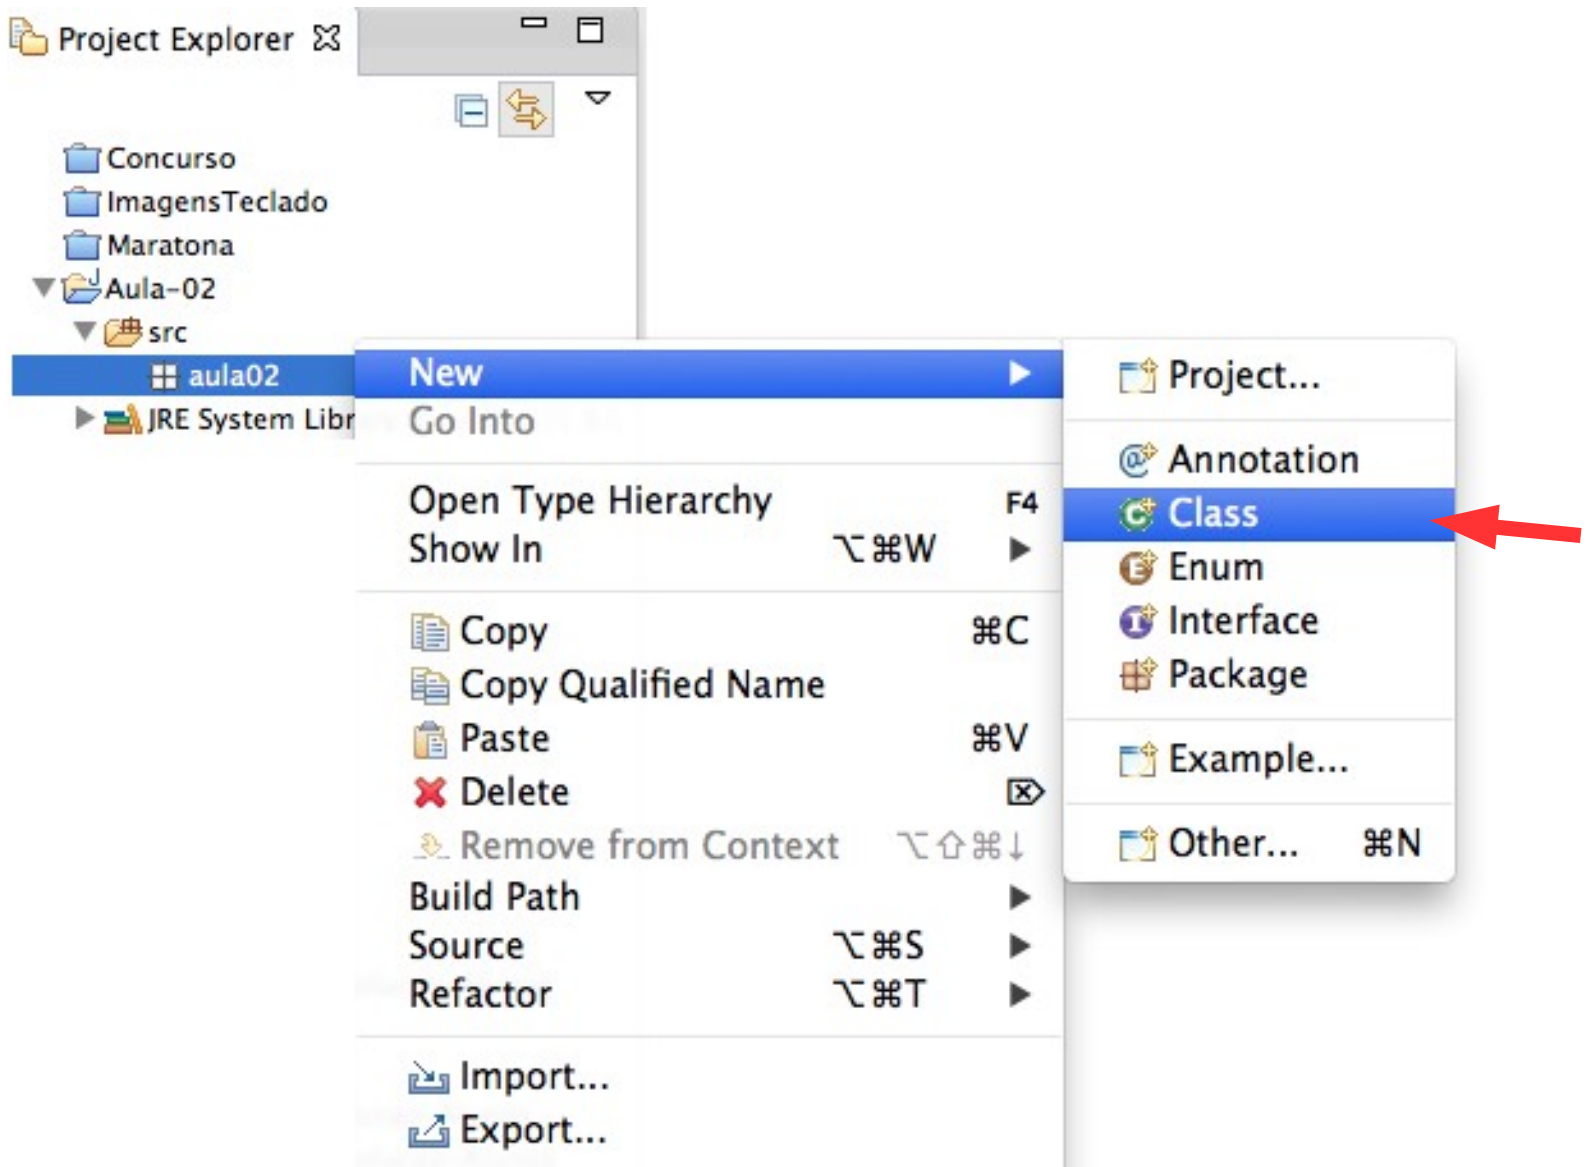 Project Explorer
Concurso
ImagensTeclado
Maratona
Aula-02
src
aula02
JRE System Libr
New
Go Into
Open Type Hierarchy F4
Show In ⌥⌘W
Copy ⌘C
Copy Qualified Name
Paste ⌘V
Delete ⌦
Remove from Context ⌥⇧⌘↓
Build Path
Source ⌥⌘S
Refactor ⌥⌘T
Import...
Export...
Project...
Annotation
Class
Enum
Interface
Package
Example...
Other... ⌘N